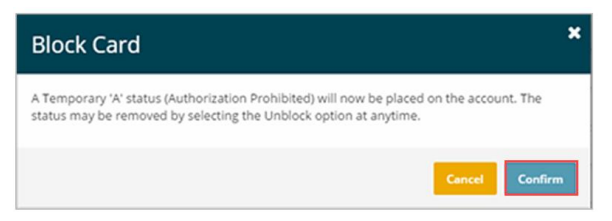 Block Card
A Temporary 'A' status (Authorization Prohibited) will now be placed on the account. The
status may be removed by selecting the Unblock option at anytime.
Cancel Confirm